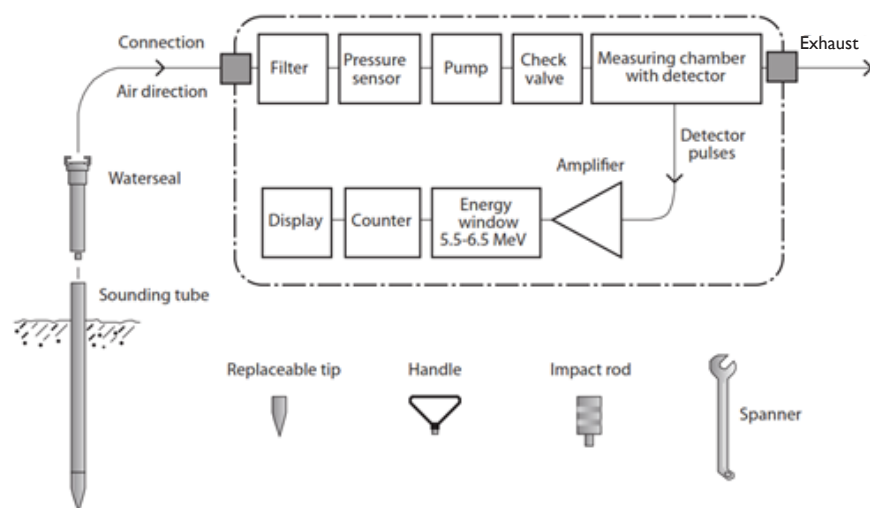 Connection
Air direction
Filter
Pressure
sensor
Pump
Check
valve
Measuring chamber
with detector
Exhaust
Detector
pulses
Waterseal
Amplifier
Display
Counter
Energy
window
5.5-6.5 MeV
Sounding tube
Replaceable tip
Handle
Impact rod
Spanner